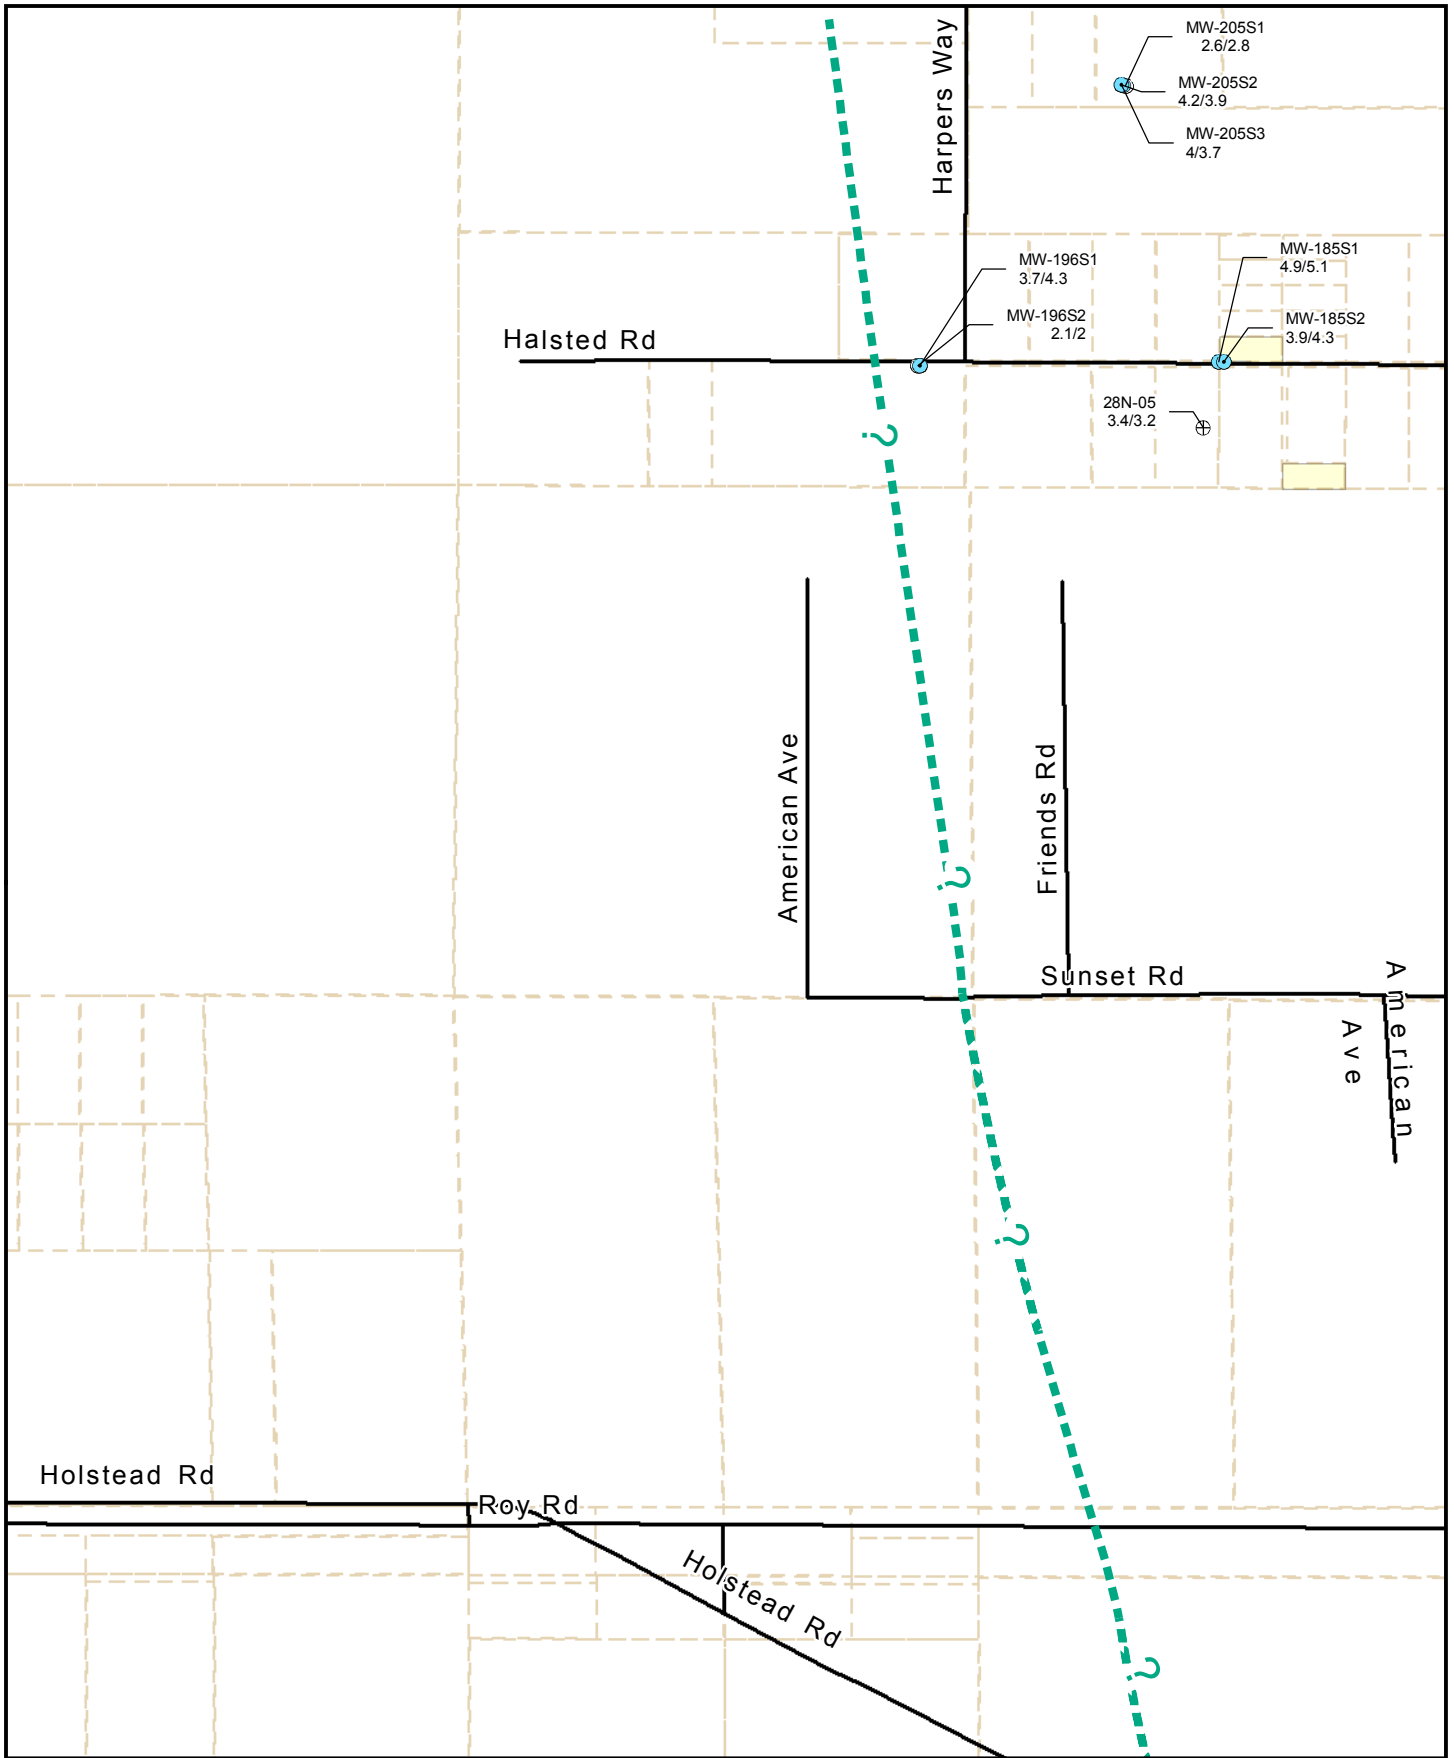 Harpers Way
MW-205S1
2.6/2.8
MW-205S2
4.2/3.9
MW-205S3
4/3.7
MW-196S1
3.7/4.3
MW-196S2
2.1/2
MW-185S1
4.9/5.1
MW-185S2
3.9/4.3
Halsted Rd
28N-05
3.4/3.2
?
American Ave
Friends Rd
?
Sunset Rd
American
Ave
?
Holstead Rd
Roy Rd
Holstead Rd
?